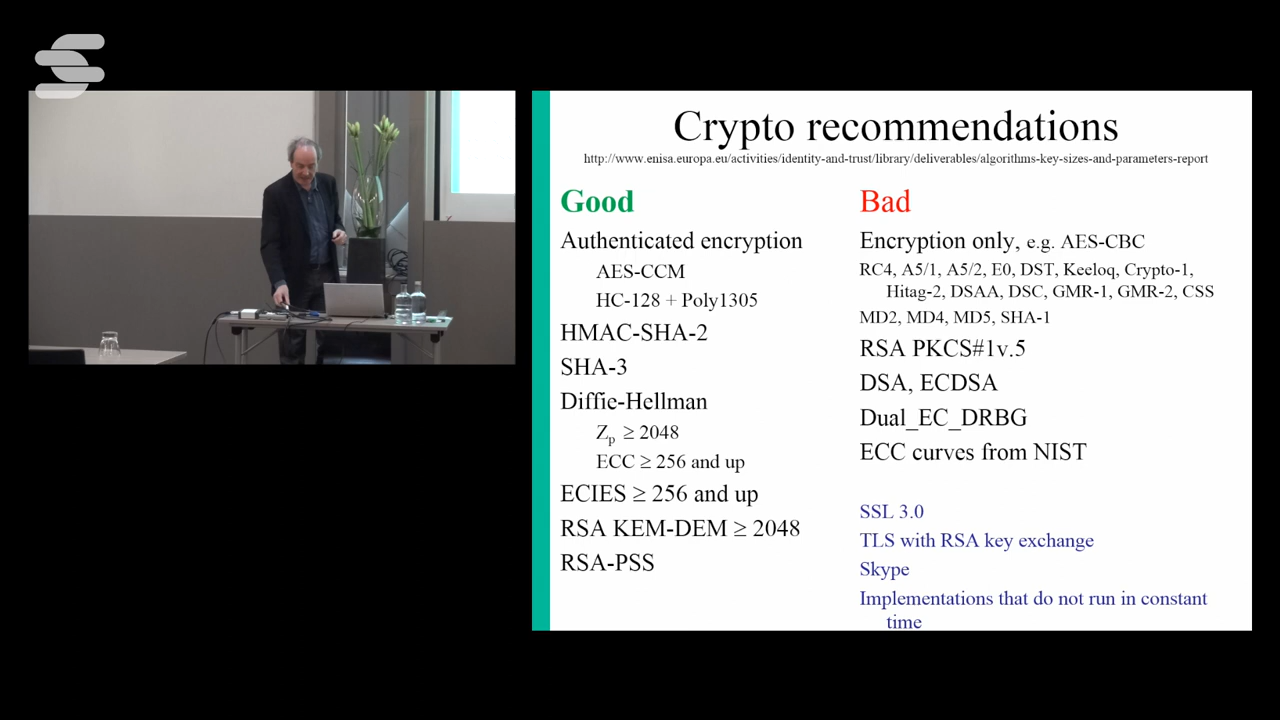 Crypto recommendations
http://www.enisa.europa.eu/activities/identity-and-trust/library/deliverables/algorithms-key-sizes-and-parameters-report
Good
Authenticated encryption
AES-CCM
HC-128 + Poly1305
HMAC-SHA-2
SHA-3
Diffie-Hellman
Zp ≥ 2048
ECC ≥ 256 and up
ECIES ≥ 256 and up
RSA KEM-DEM ≥ 2048
RSA-PSS
Bad
Encryption only, e.g. AES-CBC
RC4, A5/1, A5/2, E0, DST, Keeloq, Crypto-1,
Hitag-2, DSAA, DSC, GMR-1, GMR-2, CSS
MD2, MD4, MD5, SHA-1
RSA PKCS#1v.5
DSA, ECDSA
Dual_EC_DRBG
ECC curves from NIST
SSL 3.0
TLS with RSA key exchange
Skype
Implementations that do not run in constant
time